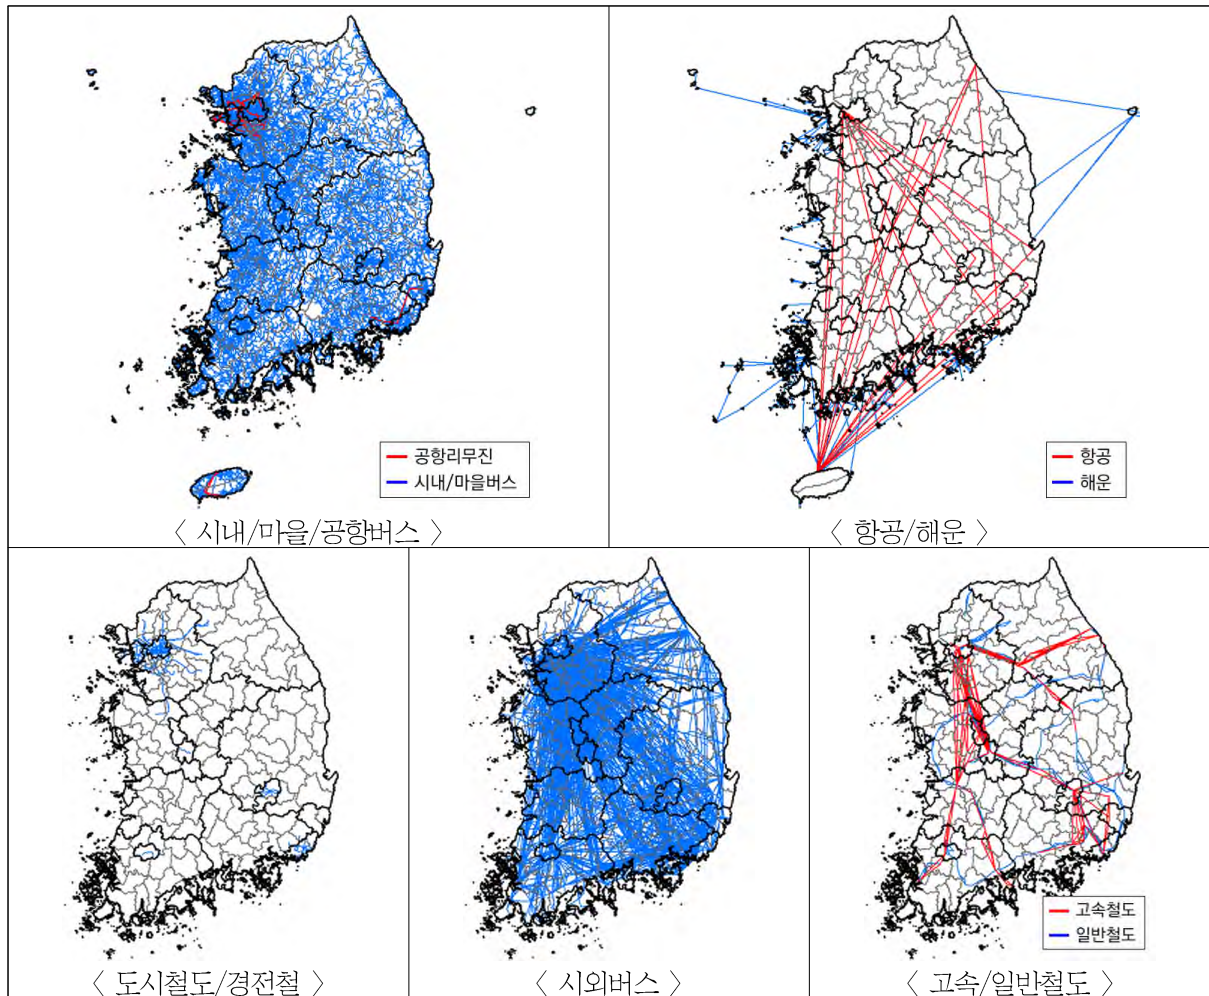 공항리무진
시내/마을버스
〈 시내/마을/공항버스 〉
항공
해운
〈 항공/해운 〉
〈 도시철도/경전철 〉
〈 시외버스 〉
고속철도
일반철도
〈 고속/일반철도 〉